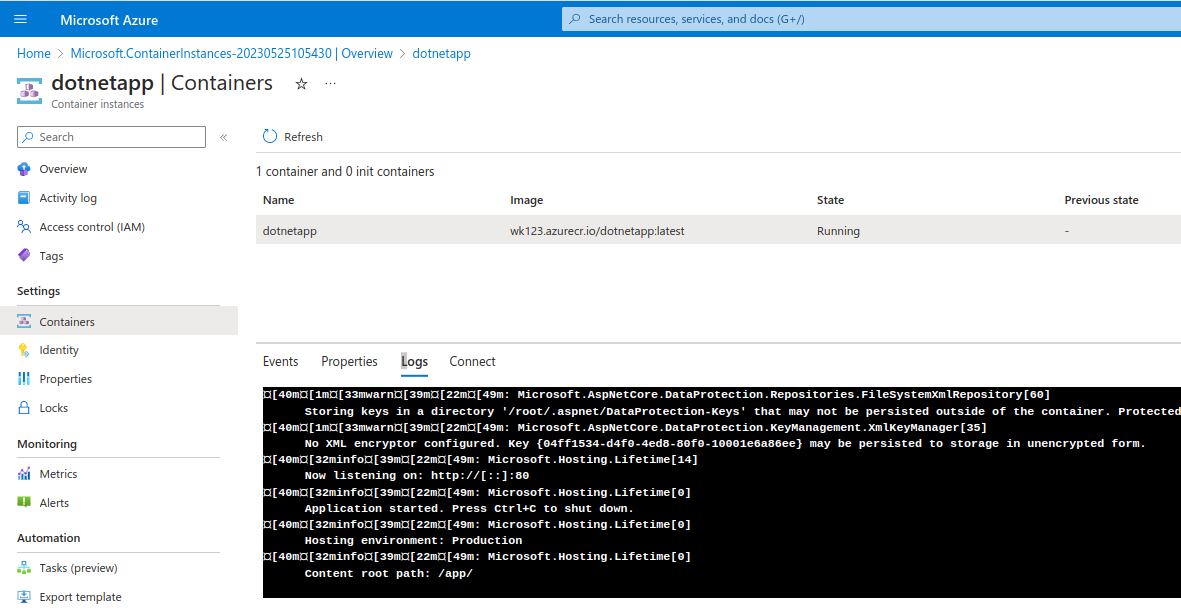 Microsoft Azure
Search resources, services, and docs (G+/)
Home > Microsoft.ContainerInstances-20230525105430 | Overview > dotnetapp
dotnetapp | Containers ☆ ···
Container instances
Search «
Overview
Activity log
Access control (IAM)
Tags
Settings
Containers
Identity
Properties
Locks
Monitoring
Metrics
Alerts
Automation
Tasks (preview)
Export template
Refresh
1 container and 0 init containers
Name Image State Previous state
dotnetapp wk123.azurecr.io/dotnetapp:latest Running -
Events Properties Logs Connect
¤[40m¤[1m¤[33mwarn¤[39m¤[22m¤[49m: Microsoft.AspNetCore.DataProtection.Repositories.FileSystemXmlRepository[60]
Storing keys in a directory '/root/.aspnet/DataProtection-Keys' that may not be persisted outside of the container. Protected
¤[40m¤[1m¤[33mwarn¤[39m¤[22m¤[49m: Microsoft.AspNetCore.DataProtection.KeyManagement.XmlKeyManager[35]
No XML encryptor configured. Key {04ff1534-d4f0-4ed8-80f0-10001e6a86ee} may be persisted to storage in unencrypted form.
¤[40m¤[32minfo¤[39m¤[22m¤[49m: Microsoft.Hosting.Lifetime[14]
Now listening on: http://[::]:80
¤[40m¤[32minfo¤[39m¤[22m¤[49m: Microsoft.Hosting.Lifetime[0]
Application started. Press Ctrl+C to shut down.
¤[40m¤[32minfo¤[39m¤[22m¤[49m: Microsoft.Hosting.Lifetime[0]
Hosting environment: Production
¤[40m¤[32minfo¤[39m¤[22m¤[49m: Microsoft.Hosting.Lifetime[0]
Content root path: /app/